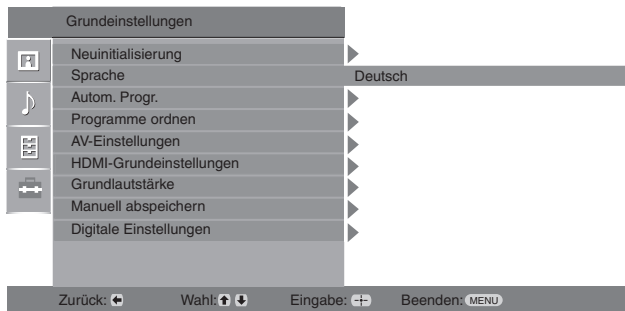 Grundeinstellungen
Neuinitialisierung
Sprache Deutsch
Autom. Progr.
Programme ordnen
AV-Einstellungen
HDMI-Grundeinstellungen
Grundlautstärke
Manuell abspeichern
Digitale Einstellungen
Zurück: Wahl: Eingabe: Beenden: MENU